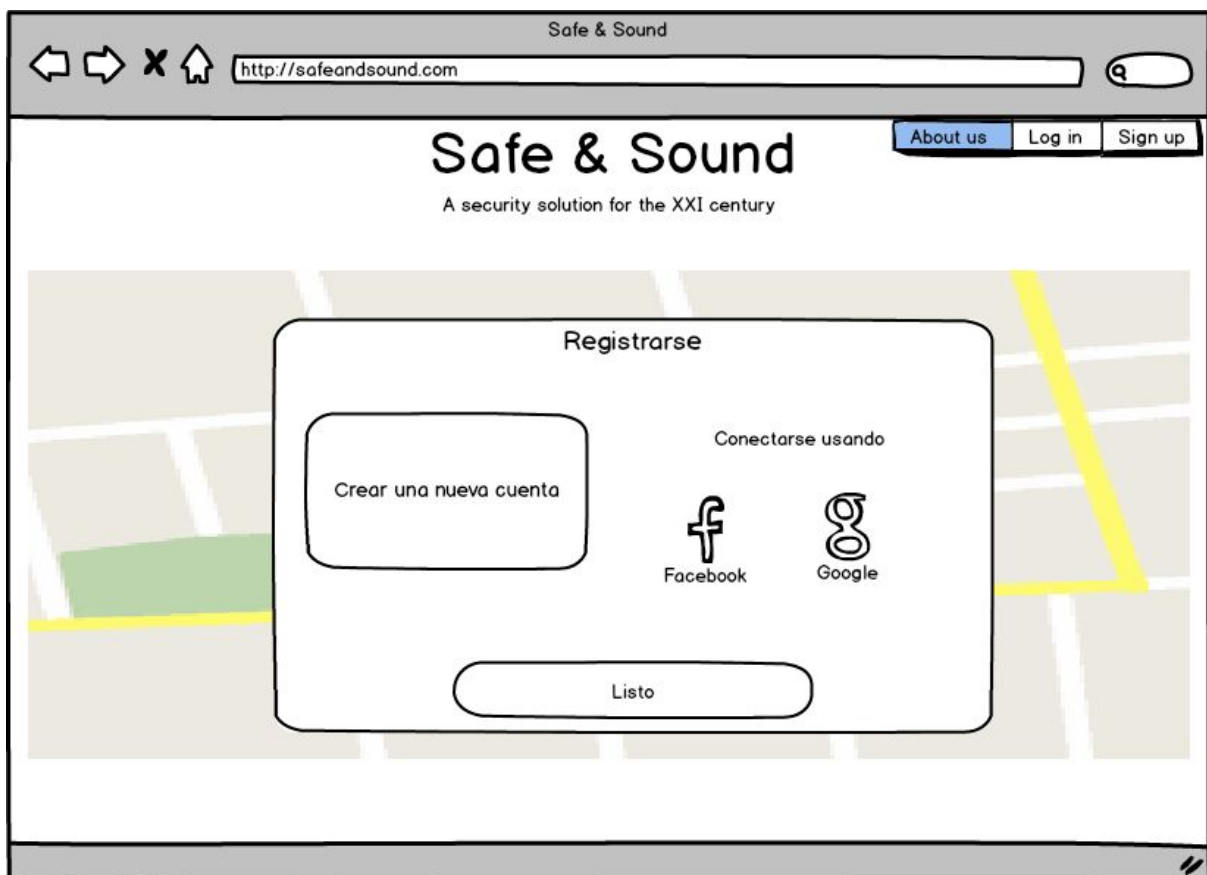 Safe & Sound
http://safeandsound.com
About us Log in Sign up
Safe & Sound
A security solution for the XXI century
Registrarse
Conectarse usando
Crear una nueva cuenta
Facebook Google
Listo